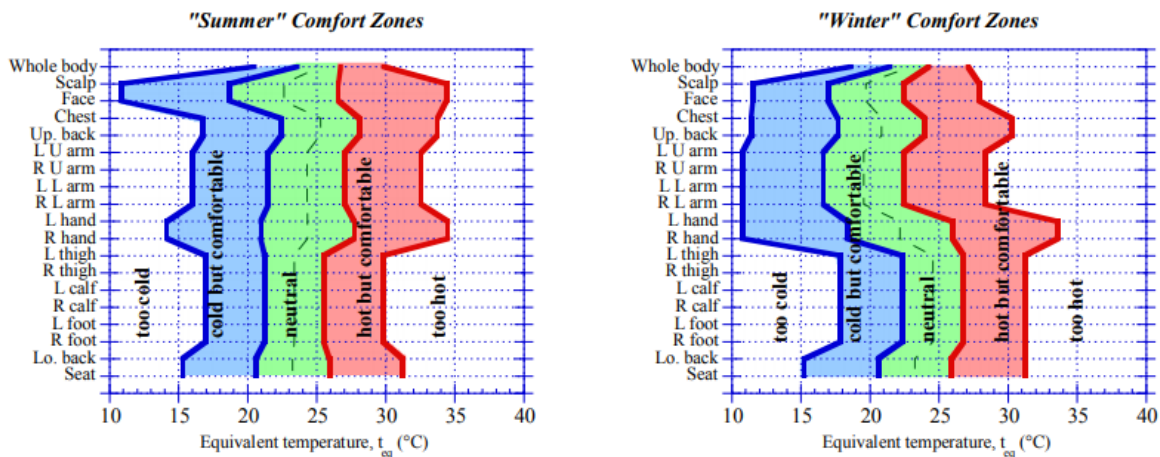 "Summer" Comfort Zones
Whole body
Scalp
Face
Chest
Up. back
L U arm
R U arm
L L arm
R L arm
L hand
R hand
L thigh
R thigh
L calf
R calf
L foot
R foot
Lo. back
Seat
too cold
cold but comfortable
neutral
hot but comfortable
too hot
10 15 20 25 30 35 40
Equivalent temperature, t_eq (°C)
"Winter" Comfort Zones
Whole body
Scalp
Face
Chest
Up. back
L U arm
R U arm
L L arm
R L arm
L hand
R hand
L thigh
R thigh
L calf
R calf
L foot
R foot
Lo. back
Seat
too cold
cold but comfortable
neutral
hot but comfortable
too hot
10 15 20 25 30 35 40
Equivalent temperature, t_eq (°C)